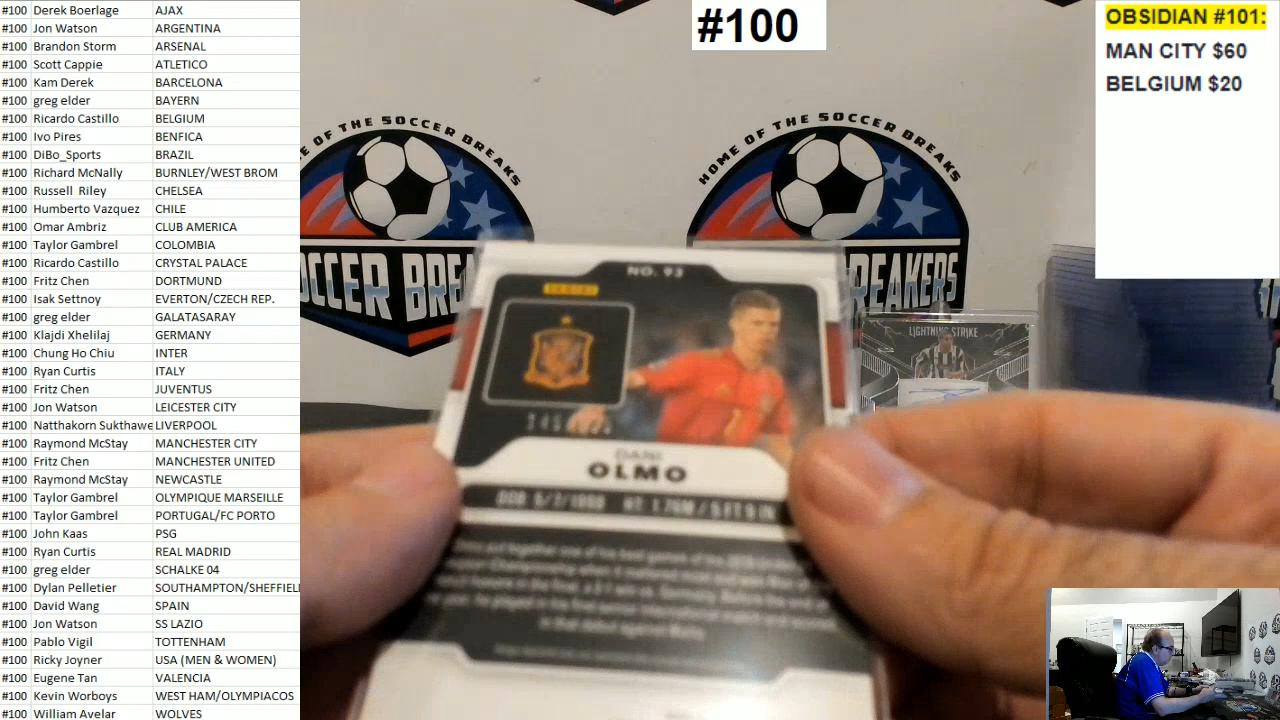 #100 Derek Boerlage AJAX
#100 Jon Watson ARGENTINA
#100 Brandon Storm ARSENAL
#100 Scott Cappie ATLETICO
#100 Kam Derek BARCELONA
#100 greg elder BAYERN
#100 Ricardo Castillo BELGIUM
#100 Ivo Pires BENFICA
#100 DiBo_Sports BRAZIL
#100 Richard McNally BURNLEY/WEST BROM
#100 Russell Riley CHELSEA
#100 Humberto Vazquez CHILE
#100 Omar Ambriz CLUB AMERICA
#100 Taylor Gambrel COLOMBIA
#100 Ricardo Castillo CRYSTAL PALACE
#100 Fritz Chen DORTMUND
#100 Isak Settnoy EVERTON/CZECH REP.
#100 greg elder GALATASARAY
#100 Klajdi Xhelilaj GERMANY
#100 Chung Ho Chiu INTER
#100 Ryan Curtis ITALY
#100 Fritz Chen JUVENTUS
#100 Jon Watson LEICESTER CITY
#100 Natthakorn Sukthawe LIVERPOOL
#100 Raymond McStay MANCHESTER CITY
#100 Fritz Chen MANCHESTER UNITED
#100 Raymond McStay NEWCASTLE
#100 Taylor Gambrel OLYMPIQUE MARSEILLE
#100 Taylor Gambrel PORTUGAL/FC PORTO
#100 John Kaas PSG
#100 Ryan Curtis REAL MADRID
#100 greg elder SCHALKE 04
#100 Dylan Pelletier SOUTHAMPTON/SHEFFIEL
#100 David Wang SPAIN
#100 Jon Watson SS LAZIO
#100 Pablo Vigil TOTTENHAM
#100 Ricky Joyner USA (MEN & WOMEN)
#100 Eugene Tan VALENCIA
#100 Kevin Worboys WEST HAM/OLYMPIACOS
#100 William Avelar WOLVES
#100
OBSIDIAN #101:
MAN CITY $60
BELGIUM $20
OF THE SOCCER BREAKS
OCCER BRE
HOME OF THE SOCCER BREAKS
REAKERS
LIGHTNING STRIKE
NO. 93
PANINI
DANI
OLMO